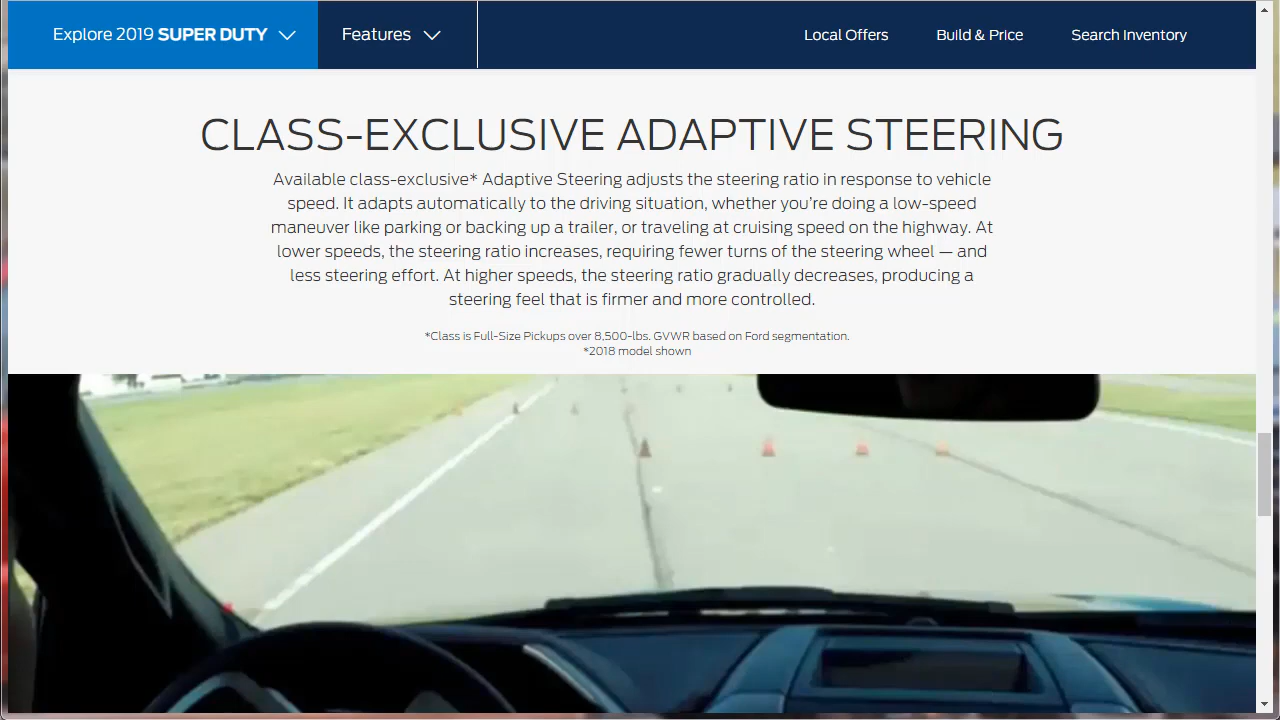 Explore 2019 SUPER DUTY
Features
Local Offers
Build & Price
Search Inventory
CLASS-EXCLUSIVE ADAPTIVE STEERING
Available class-exclusive* Adaptive Steering adjusts the steering ratio in response to vehicle
speed. It adapts automatically to the driving situation, whether you're doing a low-speed
maneuver like parking or backing up a trailer, or traveling at cruising speed on the highway. At
lower speeds, the steering ratio increases, requiring fewer turns of the steering wheel — and
less steering effort. At higher speeds, the steering ratio gradually decreases, producing a
steering feel that is firmer and more controlled.
*Class is Full-Size Pickups over 8,500-lbs. GVWR based on Ford segmentation.
*2018 model shown